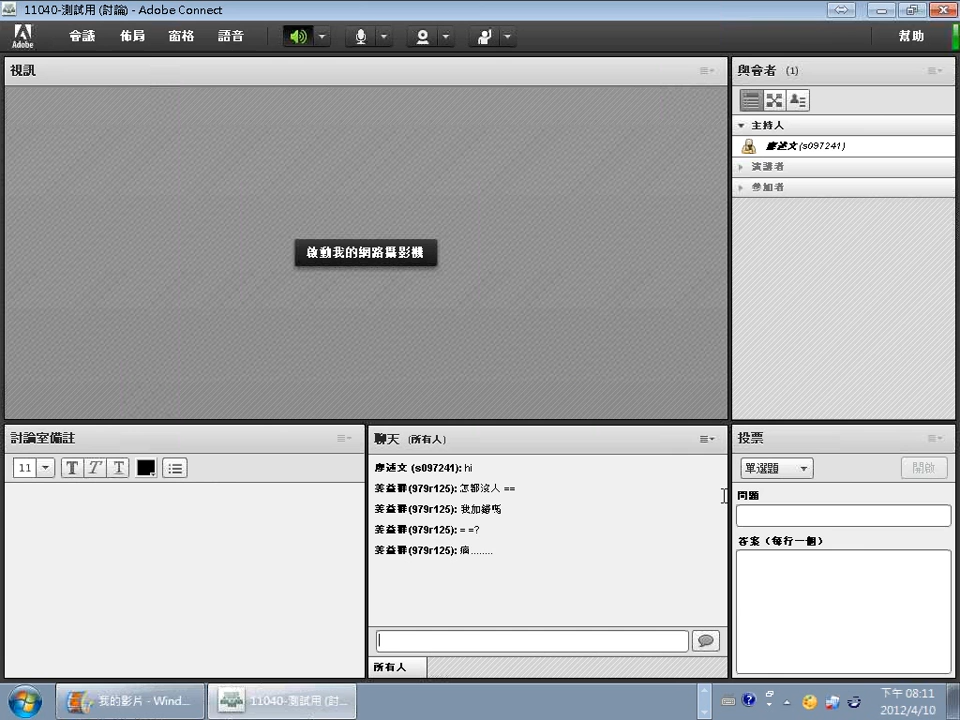 11040-測試用 (討論) - Adobe Connect
Adobe
會議
佈局
窗格
語音
幫助
視訊
啟動我的網路攝影機
與會者 (1)
主持人
廖述文 (s097241)
演講者
參加者
討論室備註
11
T T T
聊天 (所有人)
廖述文 (s097241): hi
姜益群(979r125): 怎都沒人 ==
姜益群(979r125): 我加錯嗎
姜益群(979r125): = =?
姜益群(979r125): 痾........
所有人
投票
單選題
開啟
問題
答案（每行一個）
我的影片 - Wind...
11040-測試用 (討...
下午 08:11
2012/4/10